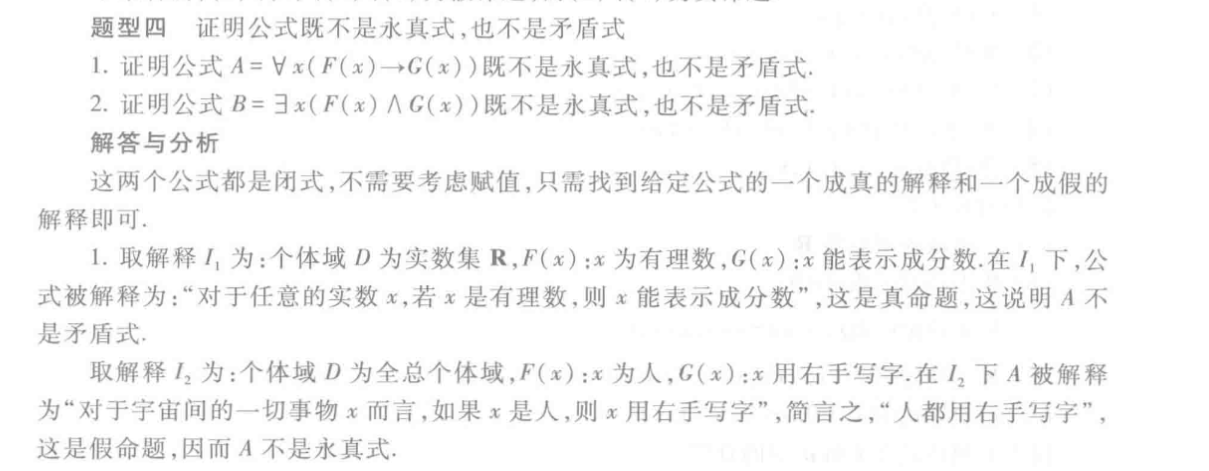 题型四 证明公式既不是永真式,也不是矛盾式
1. 证明公式 A=∀x(F(x)→G(x))既不是永真式,也不是矛盾式.
2. 证明公式 B=∃x(F(x)∧G(x))既不是永真式,也不是矛盾式.
解答与分析
这两个公式都是闭式,不需要考虑赋值,只需找到给定公式的一个成真的解释和一个成假的
解释即可.
1. 取解释 I₁ 为:个体域 D 为实数集 R,F(x):x 为有理数,G(x):x 能表示成分数.在 I₁ 下,公
式被解释为:“对于任意的实数 x,若 x 是有理数,则 x 能表示成分数”,这是真命题,这说明 A 不
是矛盾式.
取解释 I₂ 为:个体域 D 为全总个体域,F(x):x 为人,G(x):x 用右手写字.在 I₂ 下 A 被解释
为“对于宇宙间的一切事物 x 而言,如果 x 是人,则 x 用右手写字”,简言之,“人都用右手写字”,
这是假命题,因而 A 不是永真式.